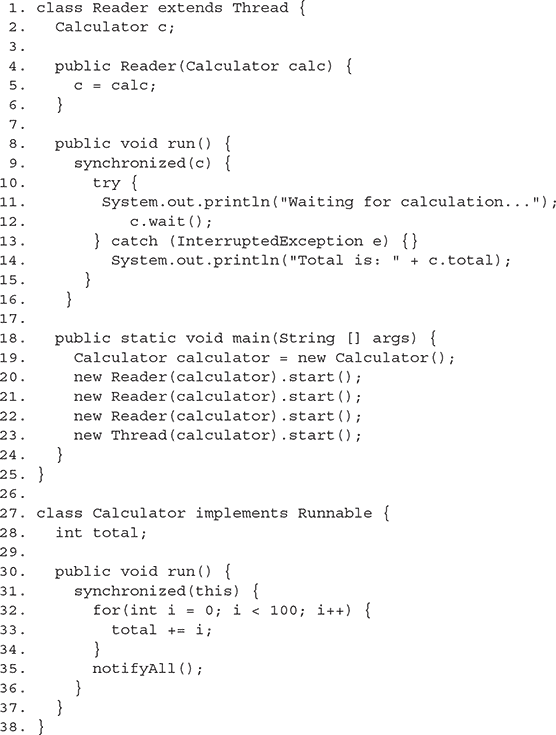 1. class Reader extends Thread {
2.   Calculator c;
3.
4.   public Reader(Calculator calc) {
5.     c = calc;
6.   }
7.
8.   public void run() {
9.     synchronized(c) {
10.       try {
11.        System.out.println("Waiting for calculation...");
12.           c.wait();
13.       } catch (InterruptedException e) {}
14.         System.out.println("Total is: " + c.total);
15.      }
16.    }
17.
18.   public static void main(String [] args) {
19.     Calculator calculator = new Calculator();
20.     new Reader(calculator).start();
21.     new Reader(calculator).start();
22.     new Reader(calculator).start();
23.     new Thread(calculator).start();
24.   }
25. }
26.
27. class Calculator implements Runnable {
28.   int total;
29.
30.   public void run() {
31.     synchronized(this) {
32.       for(int i = 0; i < 100; i++) {
33.         total += i;
34.       }
35.       notifyAll();
36.     }
37.   }
38. }